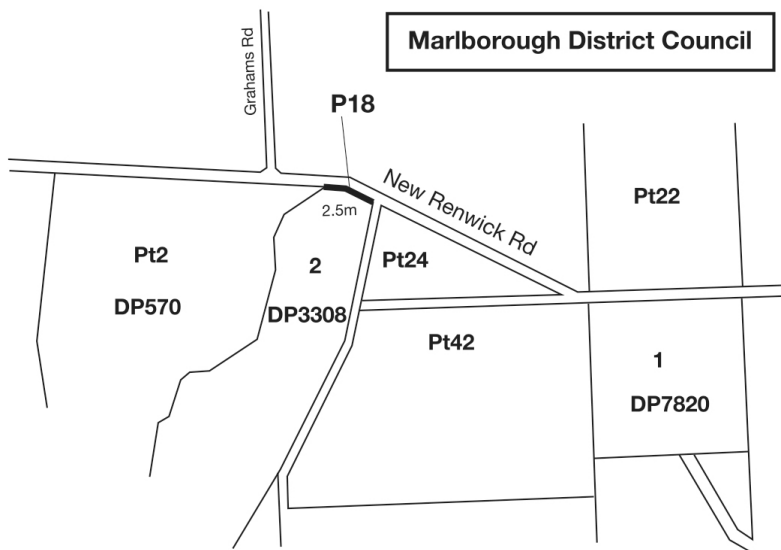 Marlborough District Council
Grahams Rd
P18
New Renwick Rd
2.5m
Pt22
Pt2
2
Pt24
DP570
DP3308
Pt42
1
DP7820